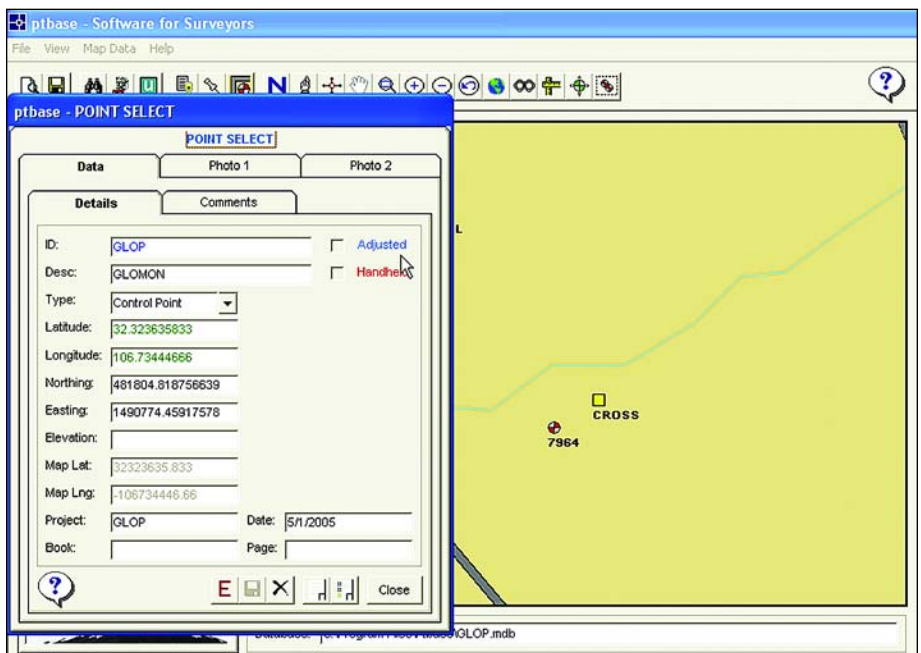 ptbase - Software for Surveyors
File View Map Data Help
N
?
ptbase - POINT SELECT
POINT SELECT
Data Photo 1 Photo 2
Details Comments
ID: GLOP Adjusted
Desc: GLOMON
Type: Control Point
Latitude: 32.323635833
Longitude: 106.73444666
Northing: 481804.818756639
Easting: 1490774.45917578
Elevation:
Map Lat: 32323635.833
Map Lng: -106734446.66
Project: GLOP Date: 5/1/2005
Book: Page:
? E Close
L
CROSS
7964
\GLOP.mdb